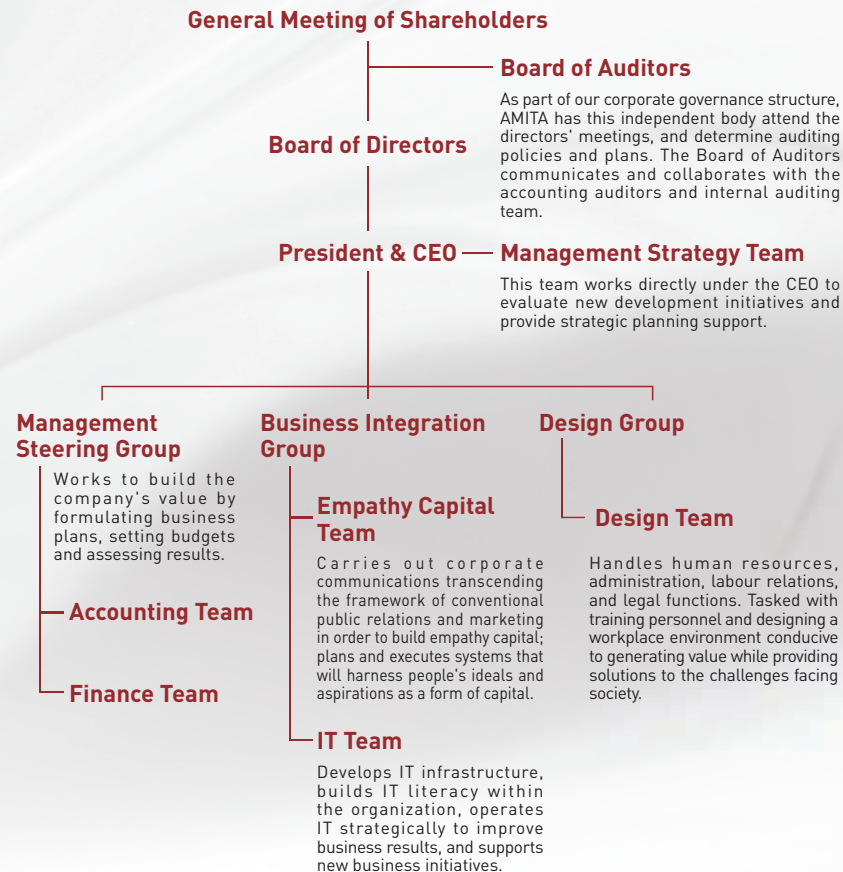 General Meeting of Shareholders
Board of Auditors
As part of our corporate governance structure,
AMITA has this independent body attend the
directors' meetings, and determine auditing
policies and plans. The Board of Auditors
communicates and collaborates with the
accounting auditors and internal auditing
team.
Board of Directors
President & CEO
Management Strategy Team
This team works directly under the CEO to
evaluate new development initiatives and
provide strategic planning support.
Management
Steering Group
Works to build the
company's value by
formulating business
plans, setting budgets
and assessing results.
Accounting Team
Finance Team
Business Integration
Group
Empathy Capital
Team
Carries out corporate
communications transcending
the framework of conventional
public relations and marketing
in order to build empathy capital;
plans and executes systems that
will harness people's ideals and
aspirations as a form of capital.
IT Team
Develops IT infrastructure,
builds IT literacy within
the organization, operates
IT strategically to improve
business results, and supports
new business initiatives.
Design Group
Design Team
Handles human resources,
administration, labour relations,
and legal functions. Tasked with
training personnel and designing a
workplace environment conducive
to generating value while providing
solutions to the challenges facing
society.